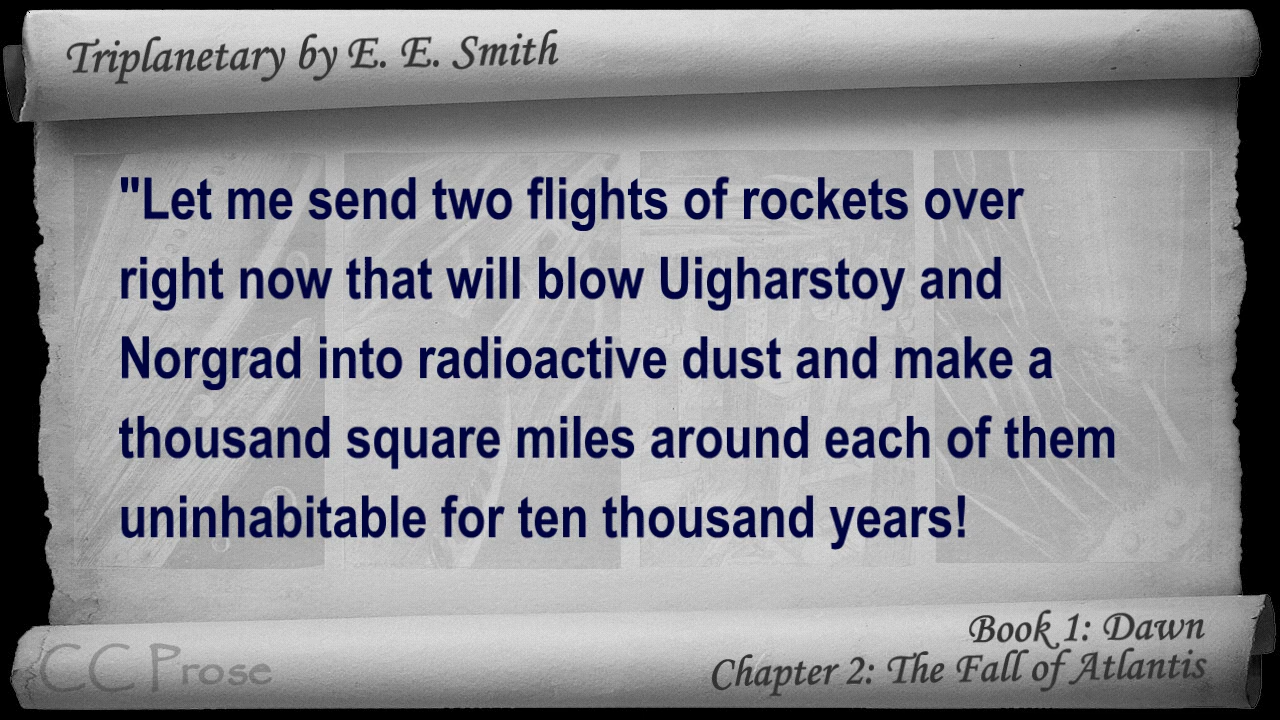 Triplanetary by E. E. Smith
"Let me send two flights of rockets over
right now that will blow Uigharstoy and
Norgrad into radioactive dust and make a
thousand square miles around each of them
uninhabitable for ten thousand years!
Book 1: Dawn
Chapter 2: The Fall of Atlantis
CC Prose